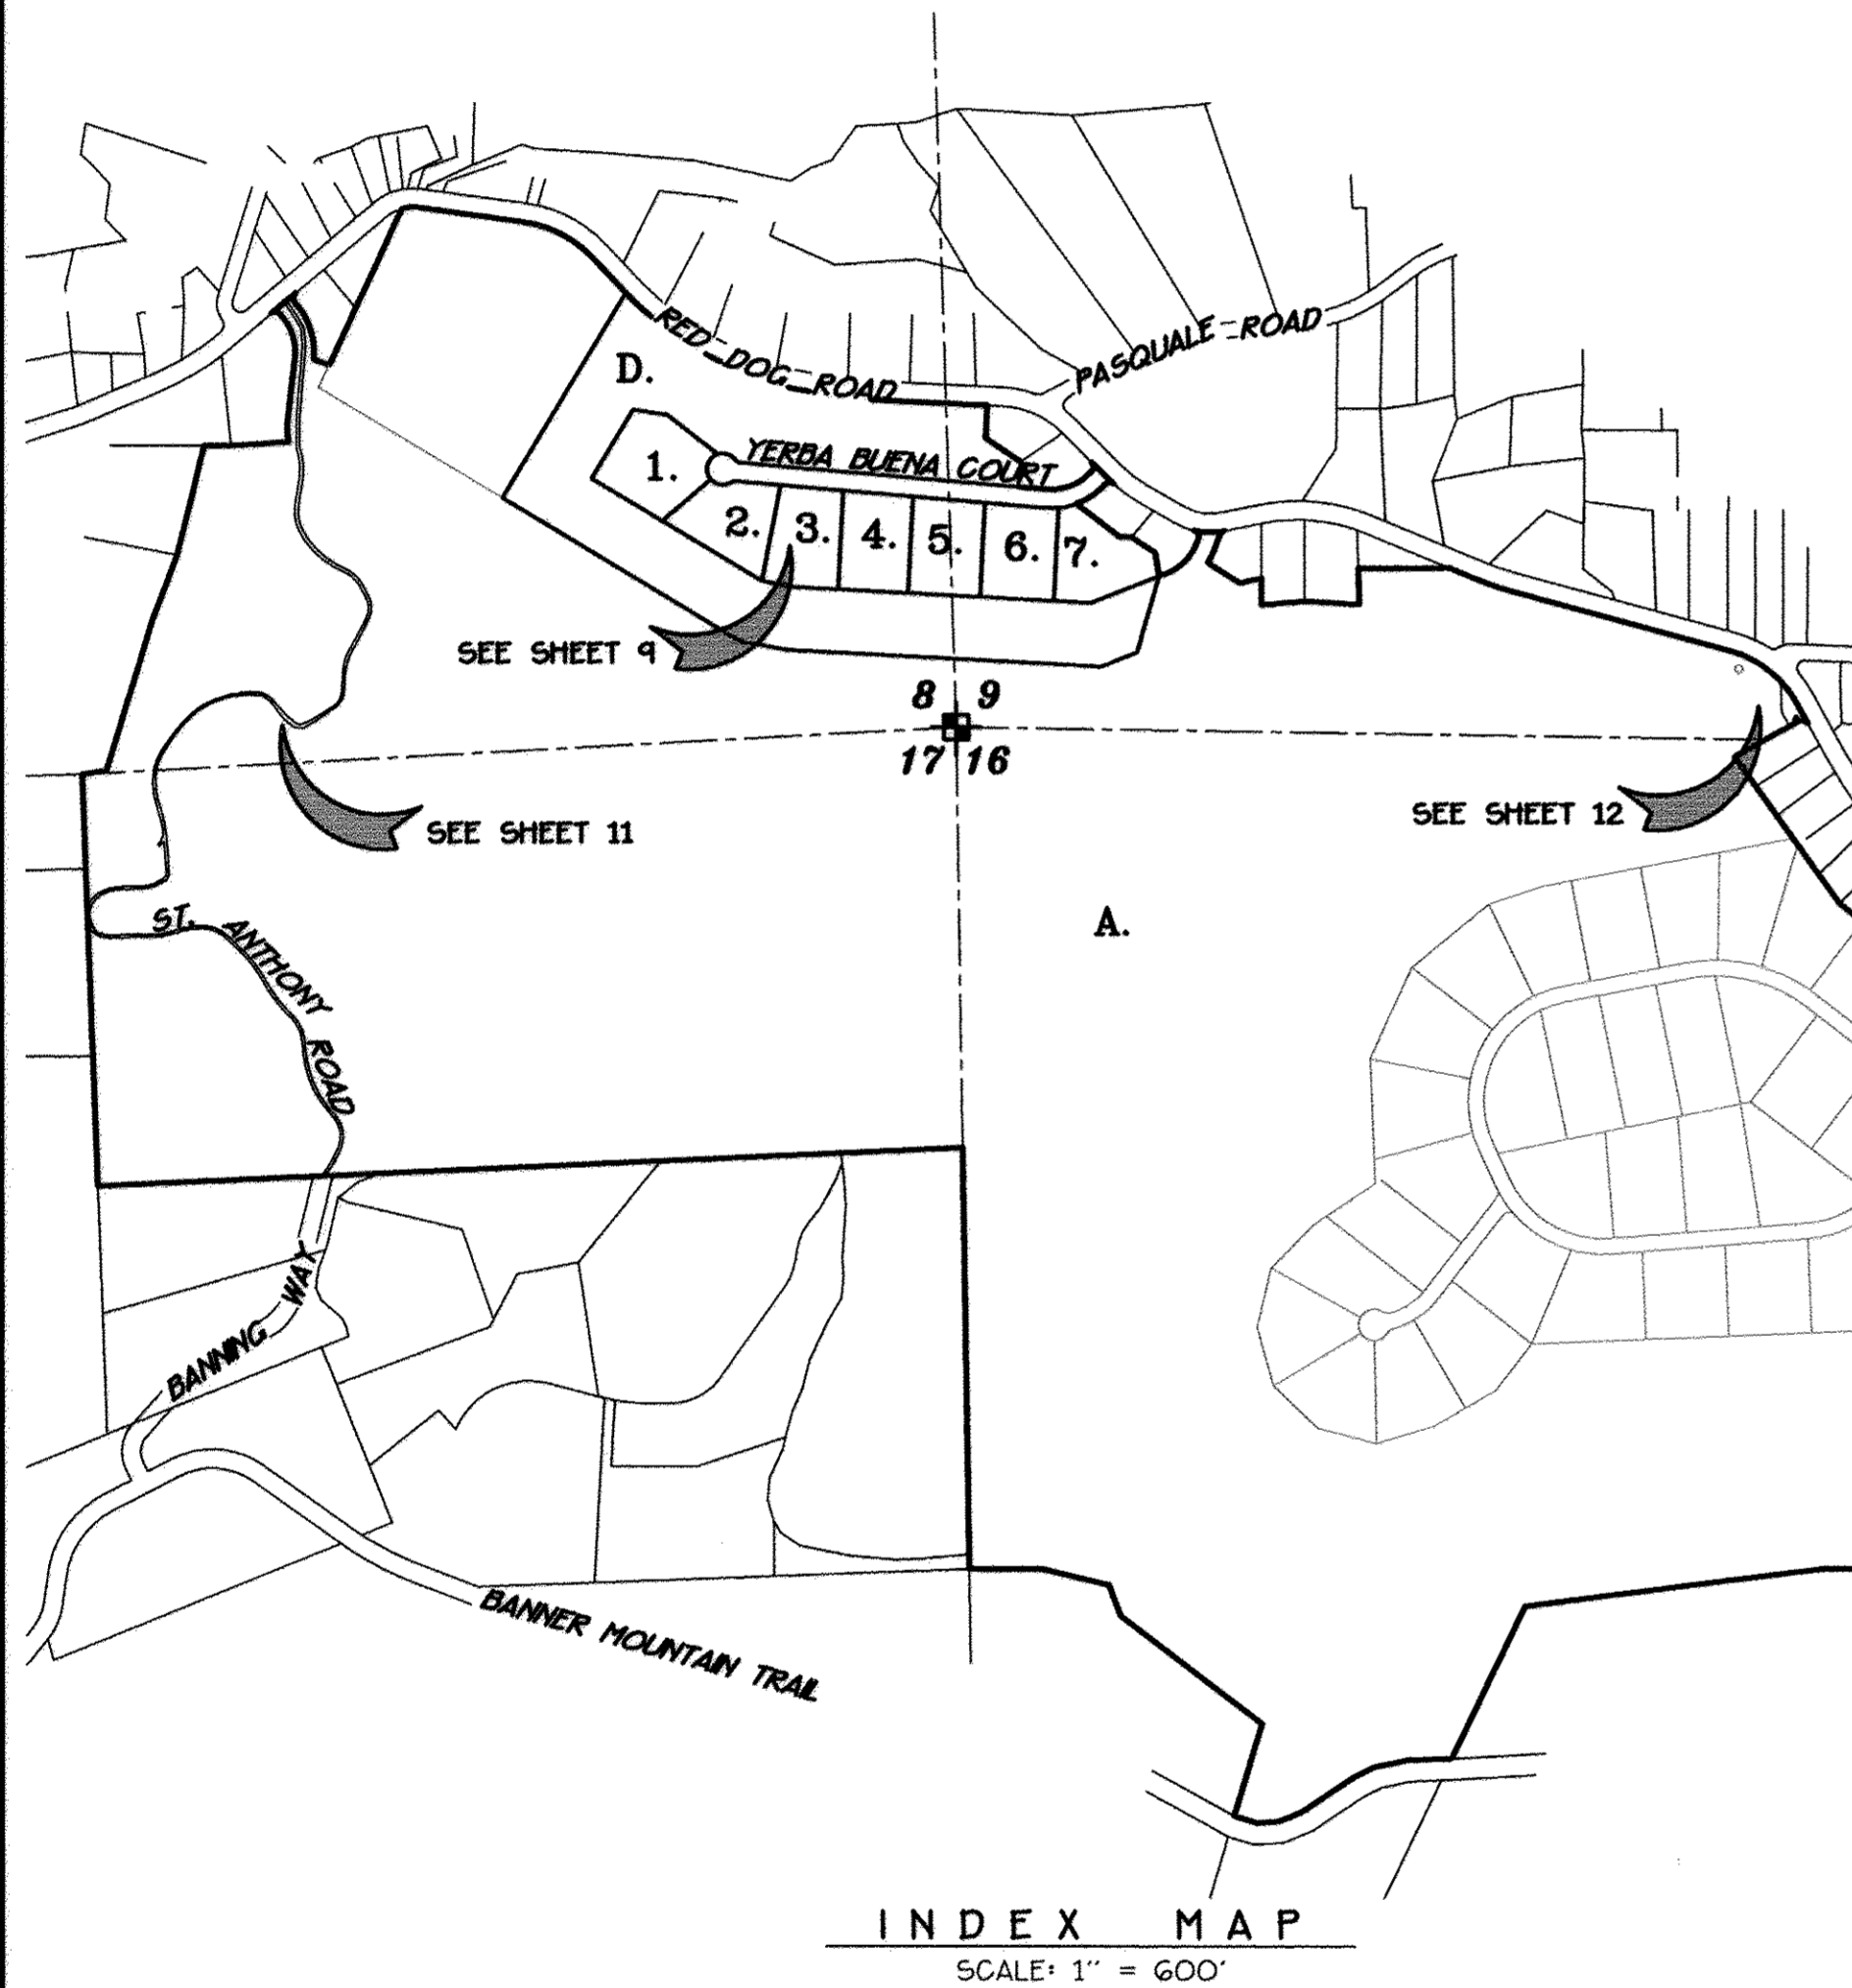 RED DOG ROAD
PASQUALE ROAD
D.
YERBA BUENA COURT
1.
2.
3.
4.
5.
6.
7.
SEE SHEET 9
8 9
17 16
SEE SHEET 11
SEE SHEET 12
ST. ANTHONY ROAD
A.
BANNING WAY
BANNER MOUNTAIN TRAIL
INDEX MAP
SCALE: 1" = 600'